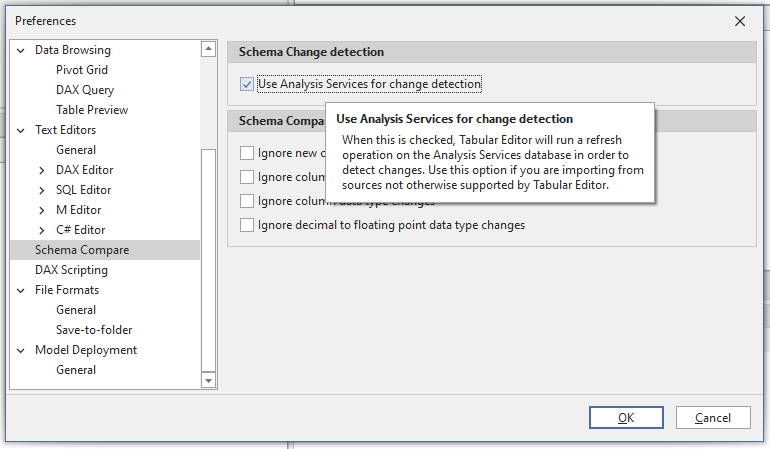 Preferences
Data Browsing
Pivot Grid
DAX Query
Table Preview
Text Editors
General
DAX Editor
SQL Editor
M Editor
C# Editor
Schema Compare
DAX Scripting
File Formats
General
Save-to-folder
Model Deployment
General
Schema Change detection
Use Analysis Services for change detection
Schema Compa
Use Analysis Services for change detection
When this is checked, Tabular Editor will run a refresh
operation on the Analysis Services database in order to
detect changes. Use this option if you are importing from
sources not otherwise supported by Tabular Editor.
Ignore new c
Ignore colum
Ignore column data type changes
Ignore decimal to floating point data type changes
OK
Cancel